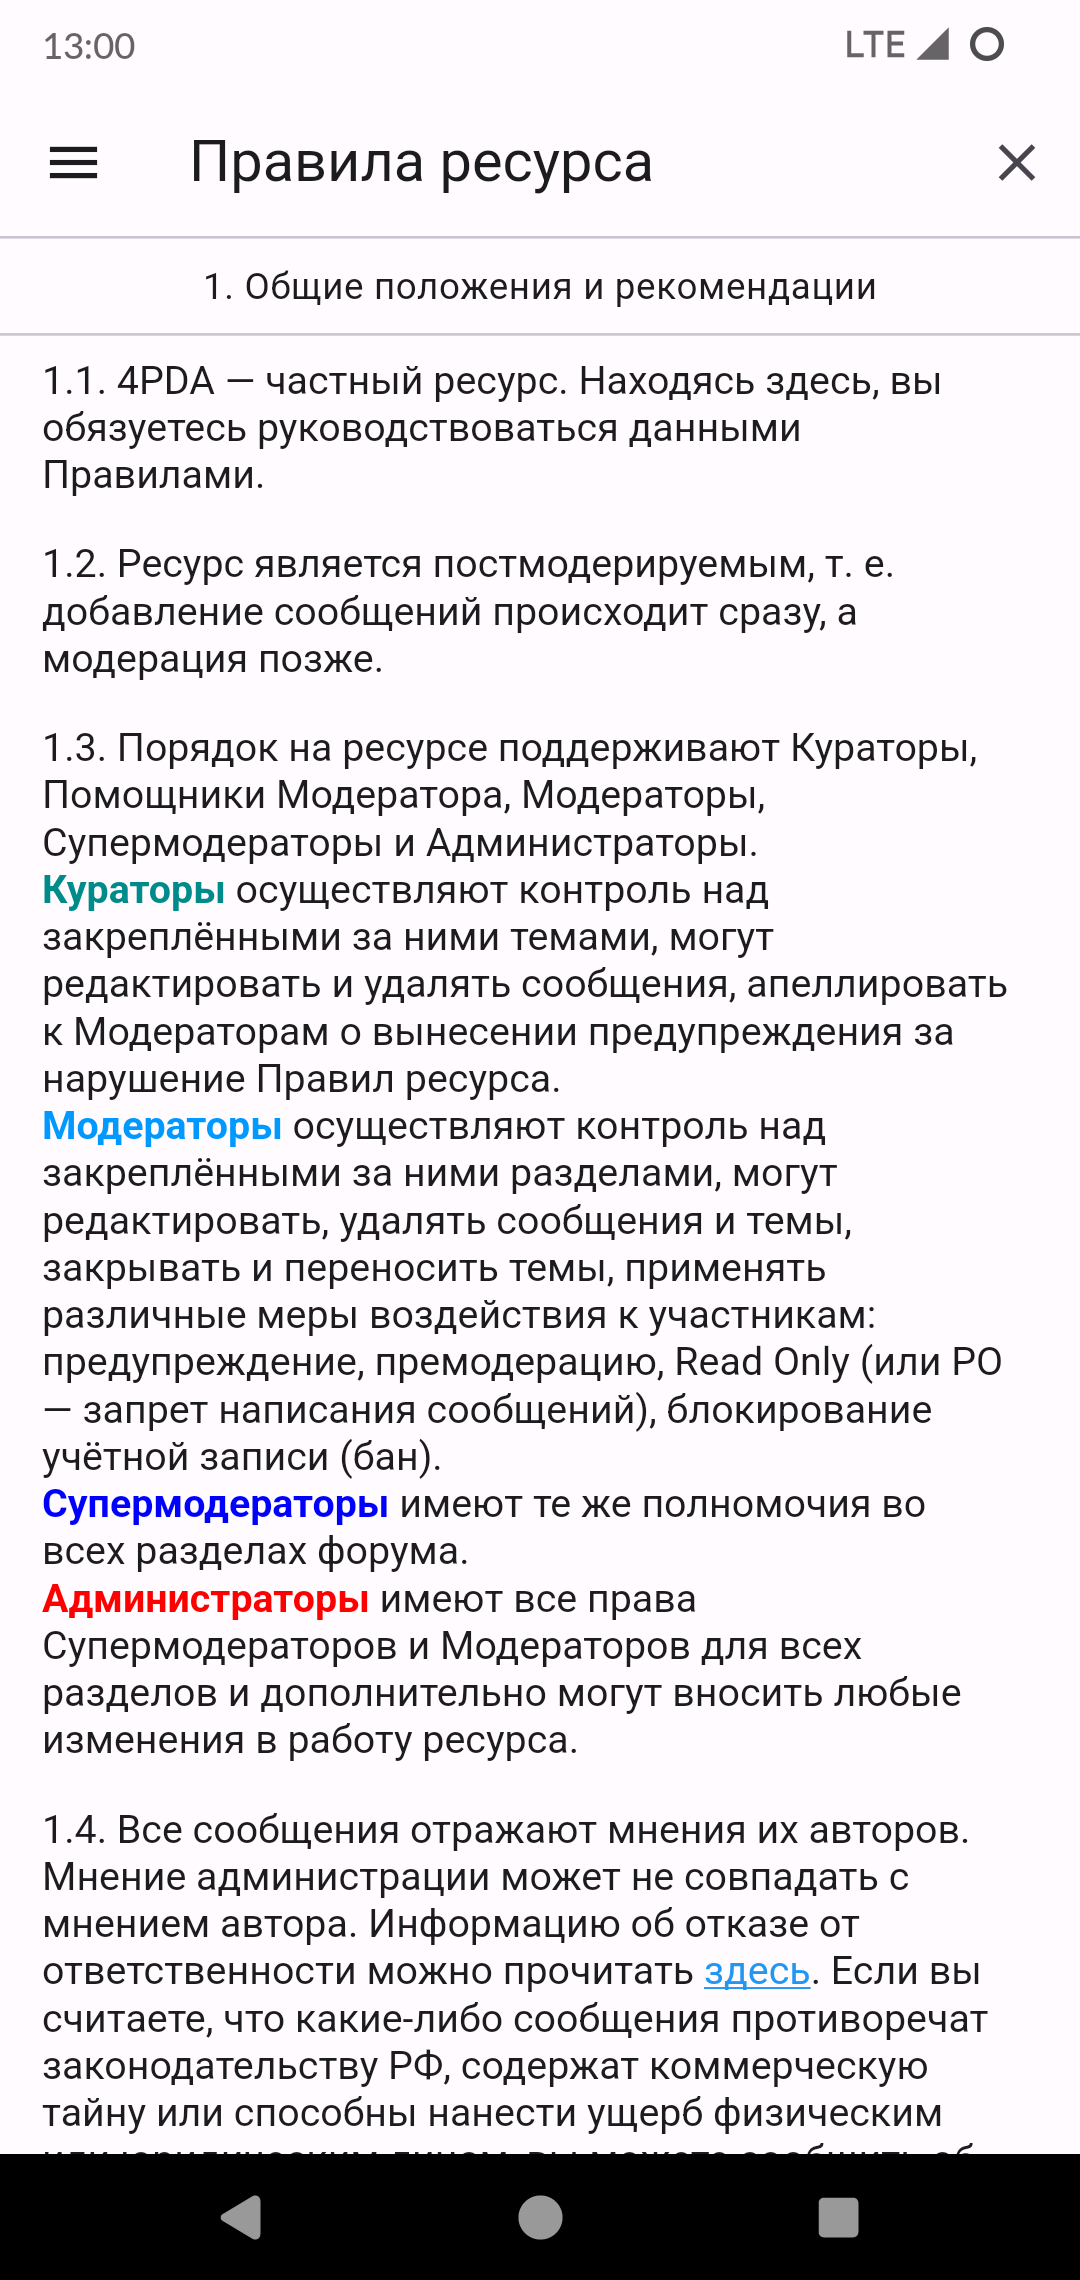 13:00
LTE
Правила ресурса
1. Общие положения и рекомендации
1.1. 4PDA — частный ресурс. Находясь здесь, вы
обязуетесь руководствоваться данными
Правилами.
1.2. Ресурс является постмодерируемым, т. е.
добавление сообщений происходит сразу, а
модерация позже.
1.3. Порядок на ресурсе поддерживают Кураторы,
Помощники Модератора, Модераторы,
Супермодераторы и Администраторы.
Кураторы осуществляют контроль над
закреплёнными за ними темами, могут
редактировать и удалять сообщения, апеллировать
к Модераторам о вынесении предупреждения за
нарушение Правил ресурса.
Модераторы осуществляют контроль над
закреплёнными за ними разделами, могут
редактировать, удалять сообщения и темы,
закрывать и переносить темы, применять
различные меры воздействия к участникам:
предупреждение, премодерацию, Read Only (или РО
— запрет написания сообщений), блокирование
учётной записи (бан).
Супермодераторы имеют те же полномочия во
всех разделах форума.
Администраторы имеют все права
Супермодераторов и Модераторов для всех
разделов и дополнительно могут вносить любые
изменения в работу ресурса.
1.4. Все сообщения отражают мнения их авторов.
Мнение администрации может не совпадать с
мнением автора. Информацию об отказе от
ответственности можно прочитать здесь. Если вы
считаете, что какие-либо сообщения противоречат
законодательству РФ, содержат коммерческую
тайну или способны нанести ущерб физическим
или юридическим лицам, вы можете сообщить об